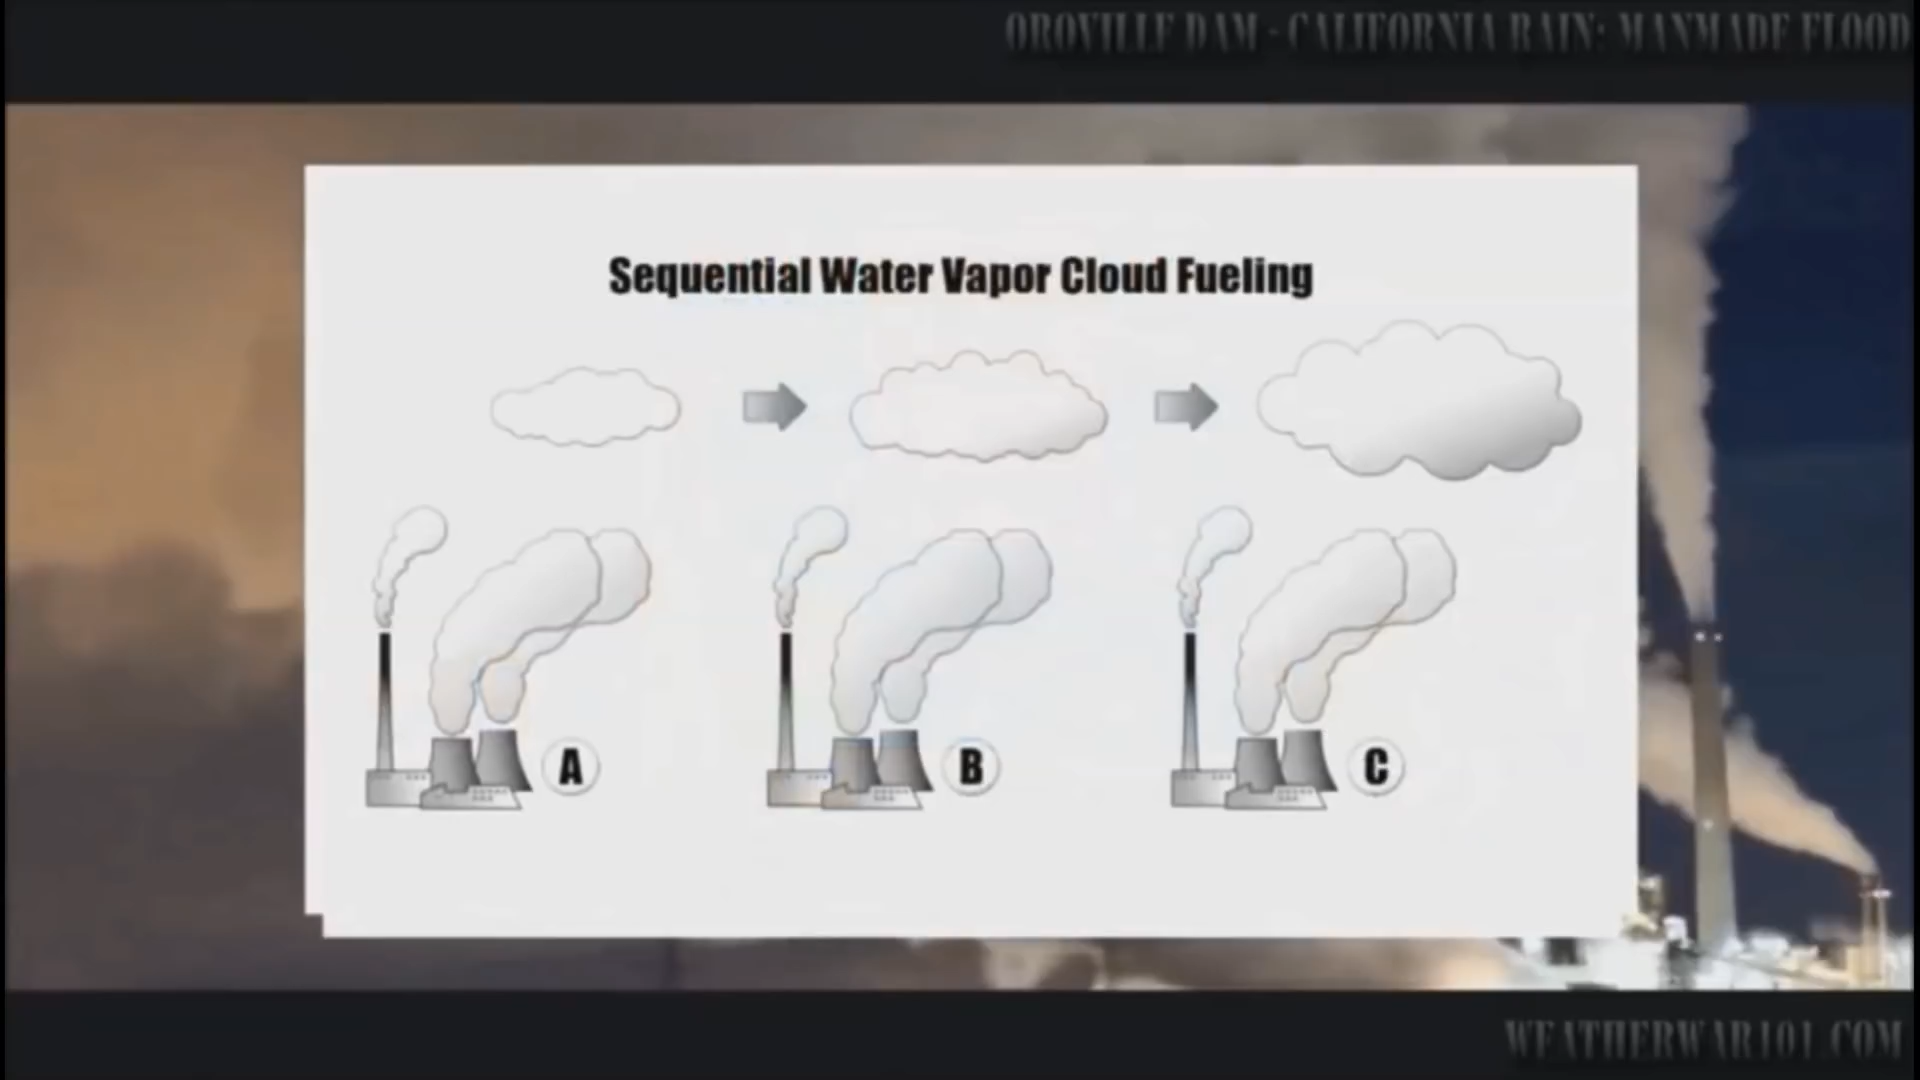 OROVILLE DAM - CALIFORNIA RAIN: MANMADE FLOOD
Sequential Water Vapor Cloud Fueling
A
B
C
WEATHERWAR101.COM